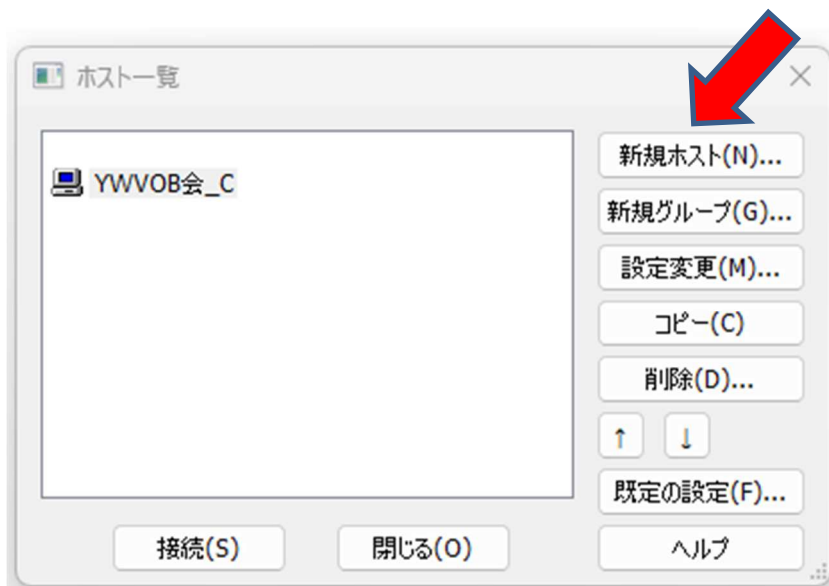 ホスト一覧
YWVOB会_C
新規ホスト(N)...
新規グループ(G)...
設定変更(M)...
コピー(C)
削除(D)...
↑ ↓
既定の設定(F)...
接続(S) 閉じる(O) ヘルプ